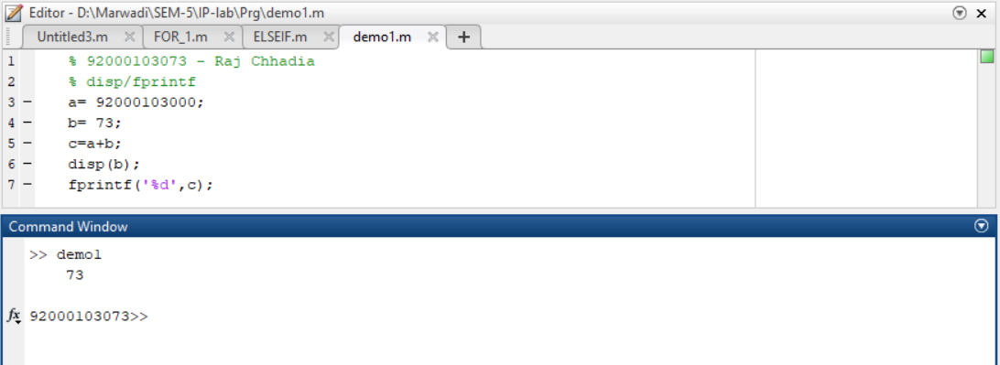 Editor - D:\Marwadi\SEM-5\IP-lab\Prg\demo1.m
Untitled3.m FOR_1.m ELSEIF.m demo1.m +
1 % 92000103073 - Raj Chhadia
2 % disp/fprintf
3 - a= 92000103000;
4 - b= 73;
5 - c=a+b;
6 - disp(b);
7 - fprintf('%d',c);
Command Window
>> demo1
73
fx 92000103073>>